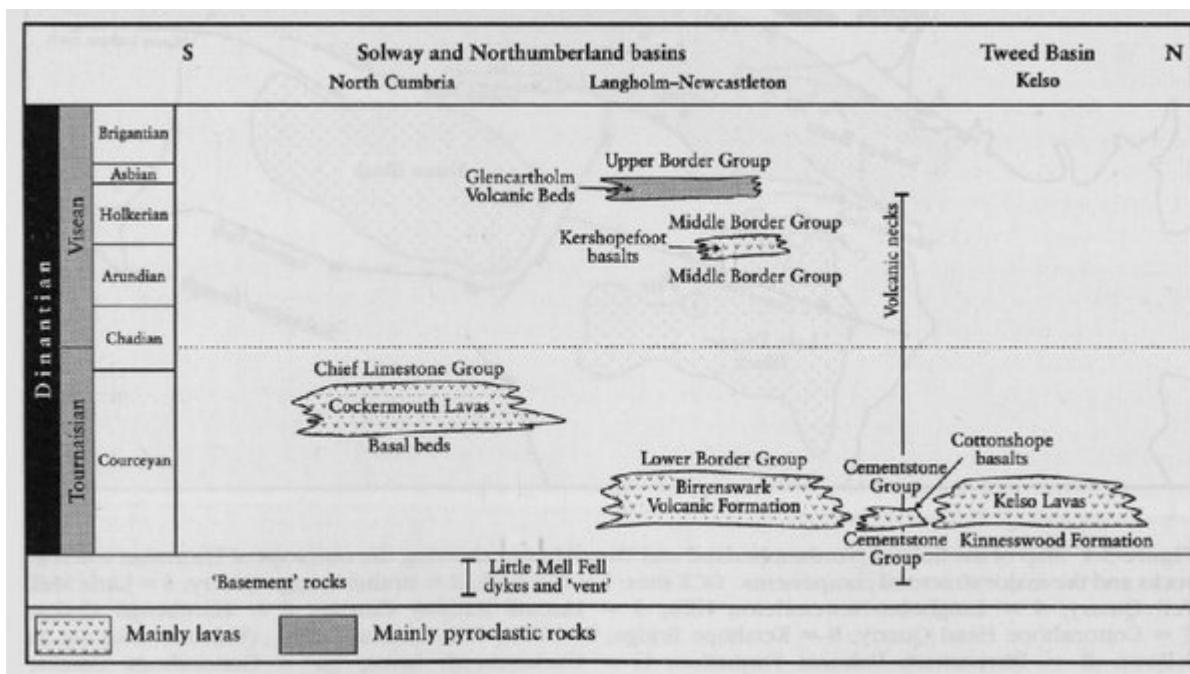 S
Solway and Northumberland basins
Tweed Basin
N
North Cumbria
Langholm–Newcastleton
Kelso
Dinantian
Visean
Tournaisian
Brigantian
Asbian
Holkerian
Arundian
Chadian
Courceyan
Upper Border Group
Glencartholm
Volcanic Beds
Middle Border Group
Kershopefoot
basalts
Middle Border Group
Volcanic necks
Chief Limestone Group
Cockermouth Lavas
Basal beds
Lower Border Group
Birrenswark
Volcanic Formation
Cementstone
Group
Cottonshope
basalts
Kelso Lavas
Cementstone
Group
Kinnesswood Formation
'Basement' rocks
Little Mell Fell
dykes and 'vent'
Mainly lavas
Mainly pyroclastic rocks